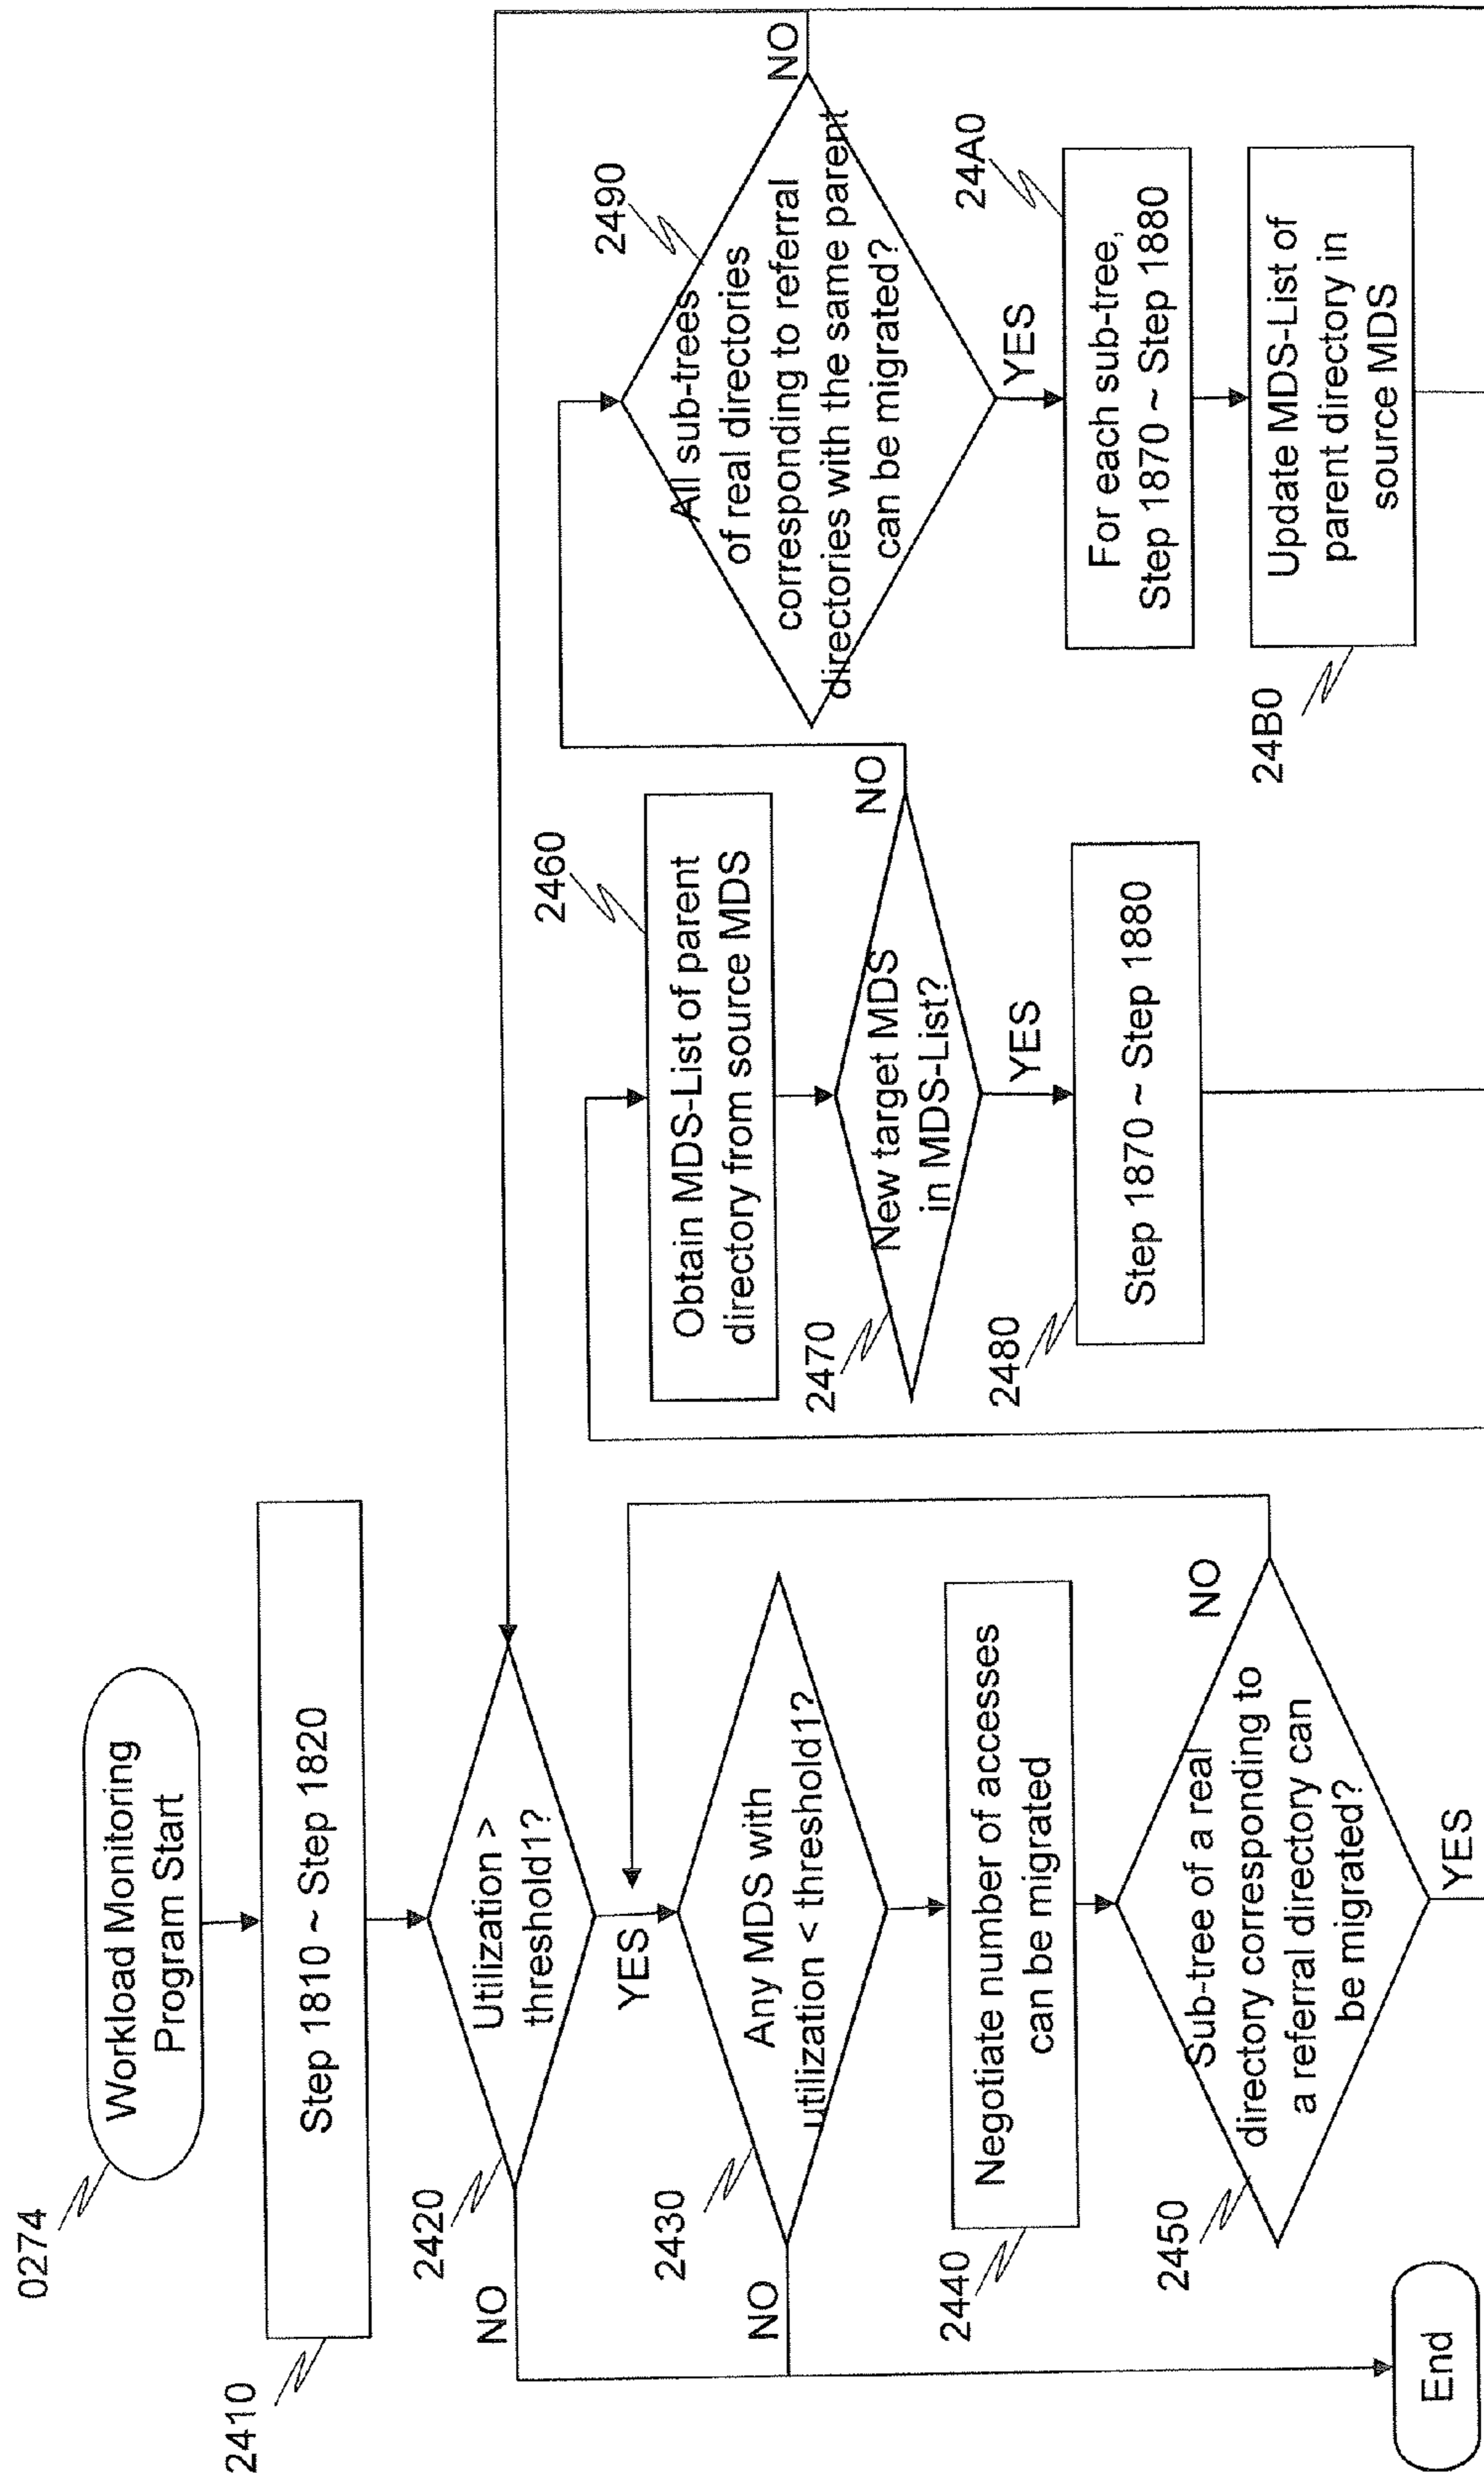 0274
Workload Monitoring
Program Start
2410
Step 1810 ~ Step 1820
2420
Utilization >
threshold1?
NO
YES
2430
Any MDS with
utilization < threshold1?
NO
2440
Negotiate number of accesses
can be migrated
2450
Sub-tree of a real
directory corresponding to
a referral directory can
be migrated?
NO
YES
End
2460
Obtain MDS-List of parent
directory from source MDS
2470
New target MDS
in MDS-List?
NO
YES
2480
Step 1870 ~ Step 1880
2490
All sub-trees
of real directories
corresponding to referral
directories with the same parent
can be migrated?
NO
YES
24A0
For each sub-tree,
Step 1870 ~ Step 1880
24B0
Update MDS-List of
parent directory in
source MDS